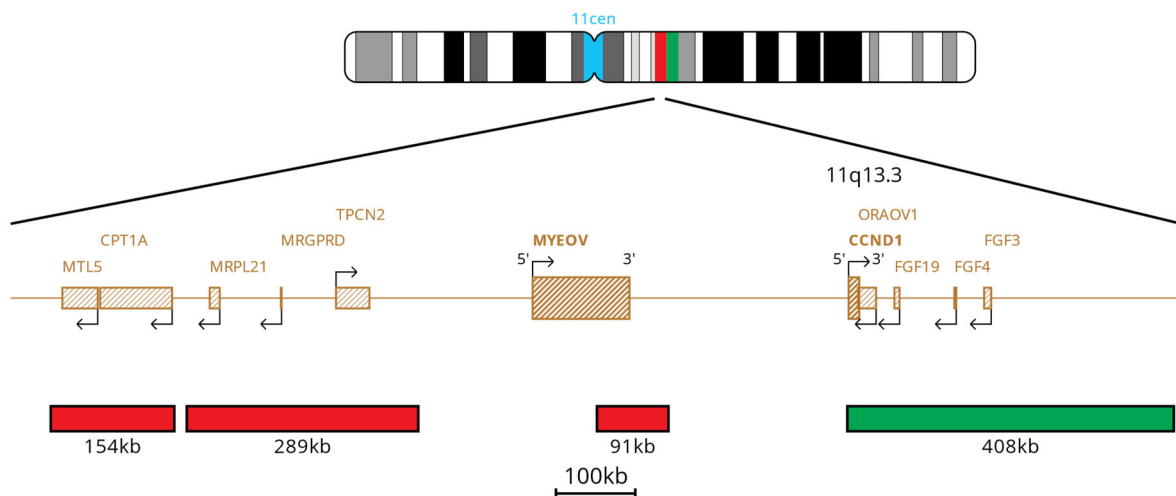 11cen
11q13.3
TPCN2
ORAOV1
CPT1A
MRGPRD
MYEOV
CCND1
FGF3
5'
3'
5'
3'
MTL5
MRPL21
FGF19
FGF4
154kb
289kb
91kb
408kb
100kb